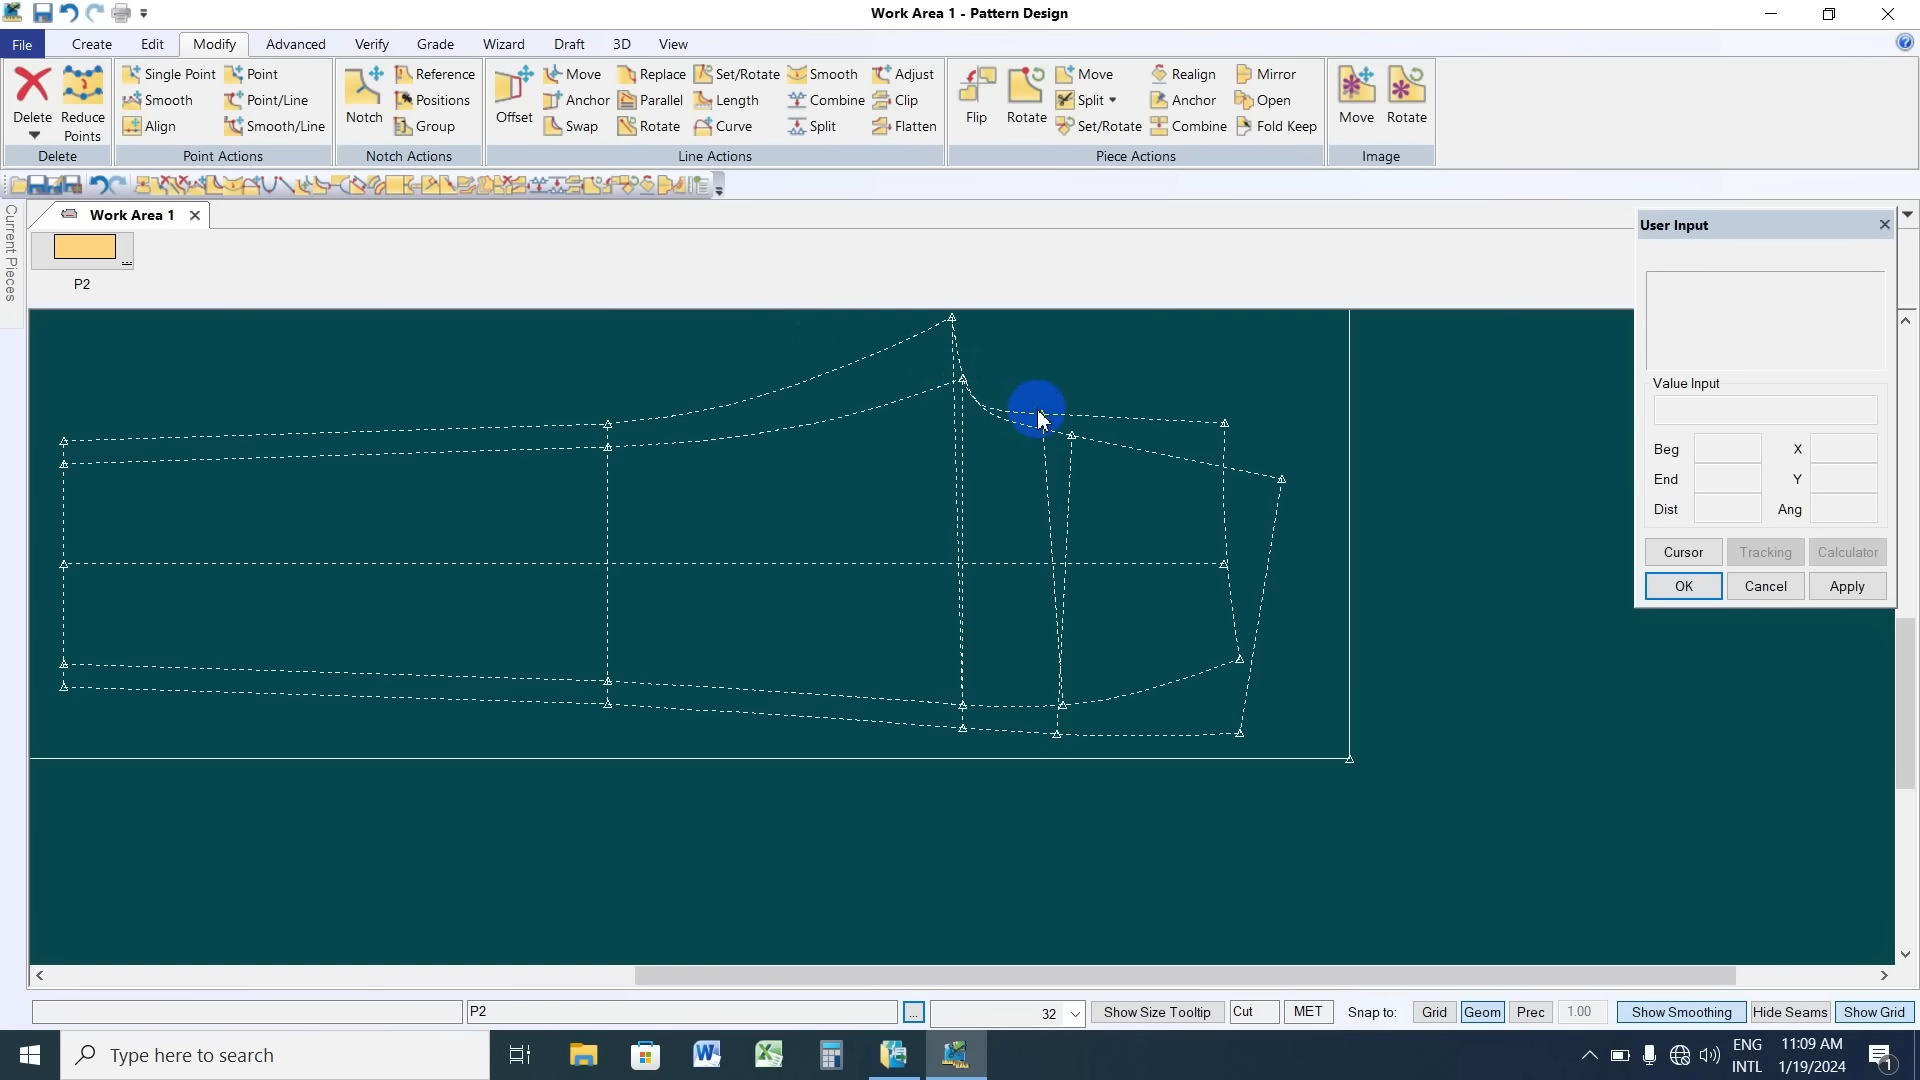 Work Area 1 - Pattern Design
File Create Edit Modify Advanced Verify Grade Wizard Draft 3D View
Single Point Point Reference Move Replace Set/Rotate Smooth Adjust Move Realign Mirror
Smooth Point/Line Positions Anchor Parallel Length Combine Clip Split Anchor Open
Delete Reduce Points Notch Offset Flip Rotate Move Rotate
Align Smooth/Line Group Swap Rotate Curve Split Flatten Set/Rotate Combine Fold Keep
Delete Point Actions Notch Actions Line Actions Piece Actions Image
Work Area 1
Current Pieces
P2
User Input
Value Input
Beg X
End Y
Dist Ang
Cursor Tracking Calculator
OK Cancel Apply
P2 ... 32 Show Size Tooltip Cut MET Snap to: Grid Geom Prec 1.00 Show Smoothing Hide Seams Show Grid
Type here to search
ENG 11:09 AM
INTL 1/19/2024
1